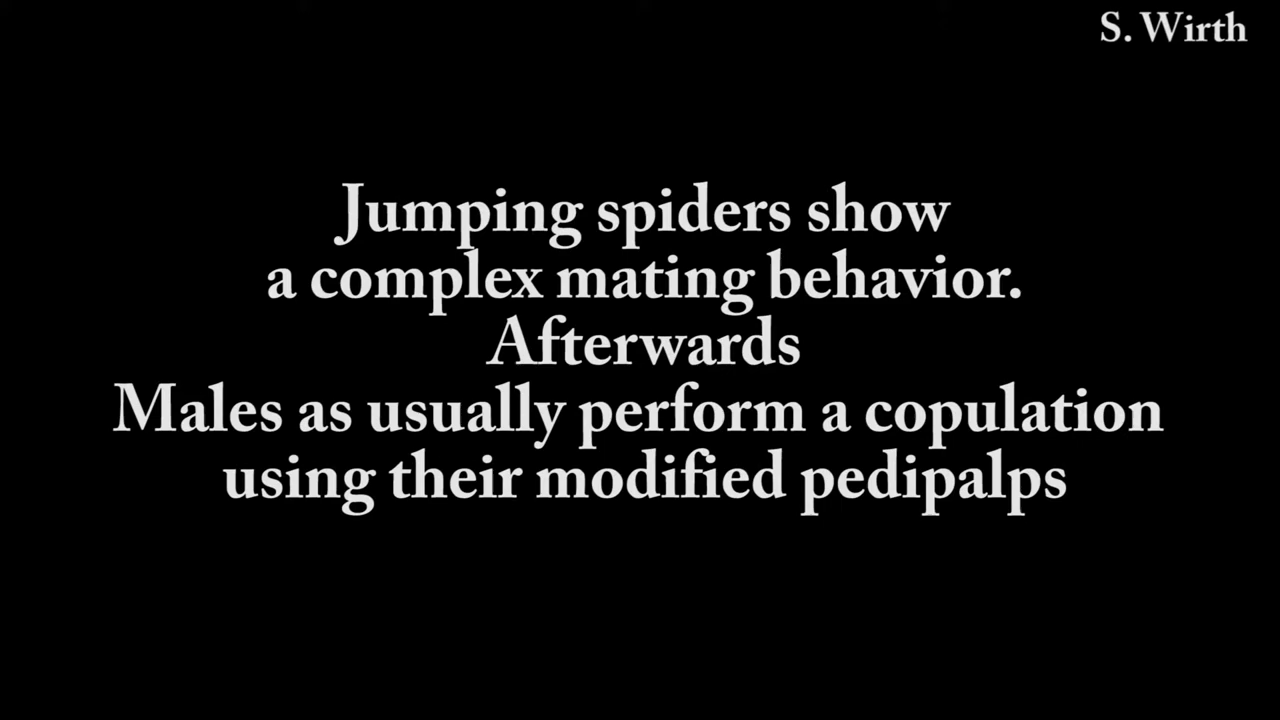 S. Wirth
Jumping spiders show
a complex mating behavior.
Afterwards
Males as usually perform a copulation
using their modified pedipalps